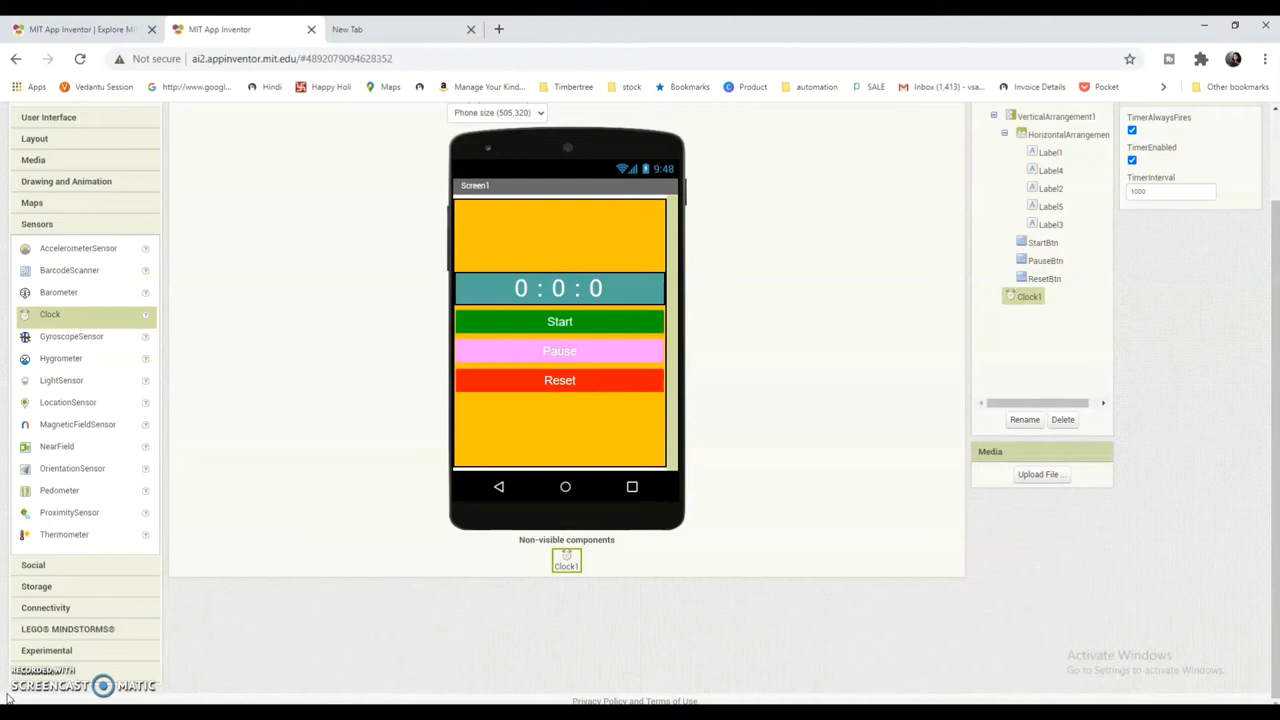 MIT App Inventor | Explore MI
MIT App Inventor
New Tab
Not secure
ai2.appinventor.mit.edu/#4892079094628352
Apps
Vedantu Session
http://www.googl...
Hindi
Happy Holi
Maps
Manage Your Kind...
Timbertree
stock
Bookmarks
Product
automation
SALE
Inbox (1,413) - vsa...
Invoice Details
Pocket
Other bookmarks
Phone size (505,320)
User Interface
Layout
Media
Drawing and Animation
Maps
Sensors
AccelerometerSensor
BarcodeScanner
Barometer
Clock
GyroscopeSensor
Hygrometer
LightSensor
LocationSensor
MagneticFieldSensor
NearField
OrientationSensor
Pedometer
ProximitySensor
Thermometer
Social
Storage
Connectivity
LEGO® MINDSTORMS®
Experimental
9:48
Screen1
0 : 0 : 0
Start
Pause
Reset
Non-visible components
Clock1
VerticalArrangement1
HorizontalArrangemen
Label1
Label4
Label2
Label5
Label3
StartBtn
PauseBtn
ResetBtn
Clock1
Rename
Delete
Media
Upload File ...
TimerAlwaysFires
TimerEnabled
TimerInterval
1000
Activate Windows
Go to Settings to activate Windows.
RECORDED WITH
SCREENCAST MATIC
Privacy Policy and Terms of Use